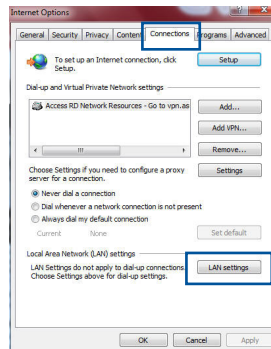 Internet Options
General Security Privacy Content Connections Programs Advanced
To set up an Internet connection, click
Setup.
Setup
Dial-up and Virtual Private Network settings
Access RD Network Resources - Go to vpn.as
Add...
Add VPN...
Remove...
Choose Settings if you need to configure a proxy
server for a connection.
Settings
Never dial a connection
Dial whenever a network connection is not present
Always dial my default connection
Current None
Set default
Local Area Network (LAN) settings
LAN Settings do not apply to dial-up connections.
Choose Settings above for dial-up settings.
LAN settings
OK Cancel Apply